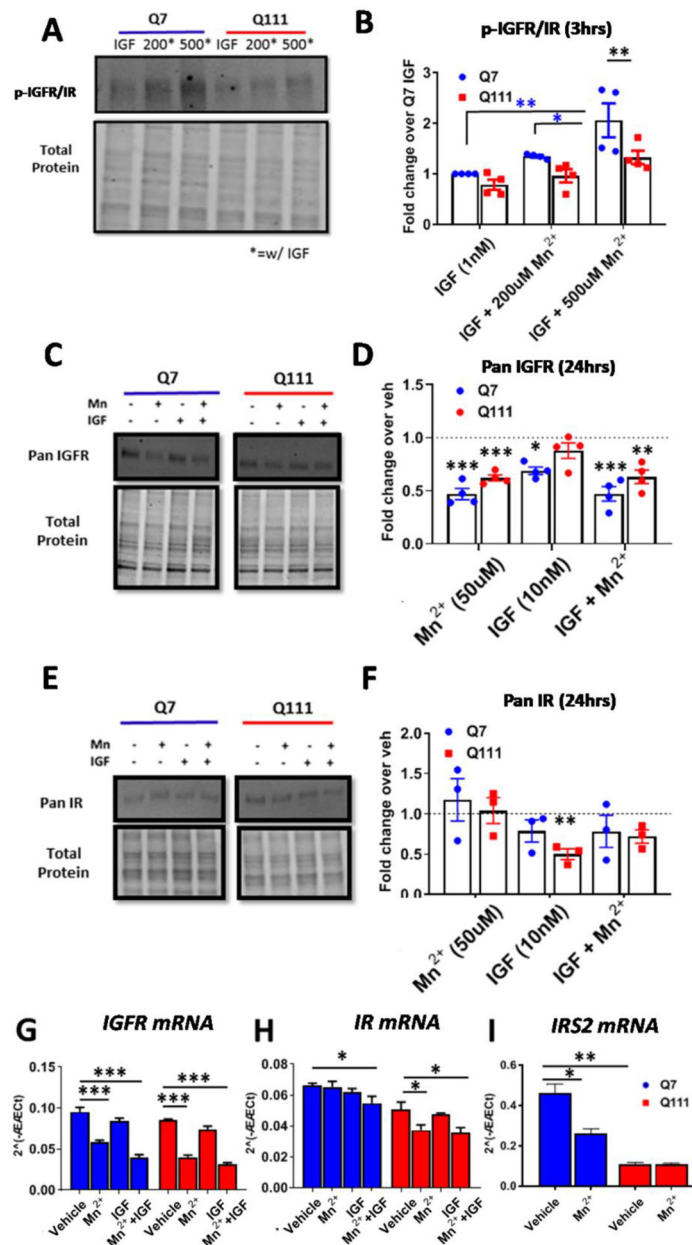 A
Q7 Q111
IGF 200* 500* IGF 200* 500*
p-IGFR/IR
Total
Protein
*=w/ IGF
B
p-IGFR/IR (3hrs)
Q7
Q111
**
**
*
Fold change over Q7 IGF
3
2
1
0
IGF (1nM)
IGF + 200uM Mn2+
IGF + 500uM Mn2+
C
Q7 Q111
Mn - + - + - + - +
IGF - - + + - - + +
Pan IGFR
Total
Protein
D
Pan IGFR (24hrs)
Q7
Q111
Fold change over veh
1.5
1.0
0.5
0.0
*** *** * *** **
Mn2+ (50uM)
IGF (10nM)
IGF + Mn2+
E
Q7 Q111
Mn - + - + - + - +
IGF - - + + - - + +
Pan IR
Total
Protein
F
Pan IR (24hrs)
Q7
Q111
Fold change over veh
2.0
1.5
1.0
0.5
0.0
**
Mn2+ (50uM)
IGF (10nM)
IGF + Mn2+
G
IGFR mRNA
2^(-ÆÆCt)
0.15
0.10
0.05
0.00
*** ***
*** ***
Vehicle
Mn2+
IGF
Mn2++IGF
Vehicle
Mn2+
IGF
Mn2++IGF
H
IR mRNA
2^(-ÆÆCt)
0.08
0.06
0.04
0.02
0.00
* *
*
Vehicle
Mn2+
IGF
Mn2++IGF
Vehicle
Mn2+
IGF
Mn2++IGF
I
IRS2 mRNA
Q7
Q111
2^(-ÆÆCt)
0.6
0.4
0.2
0.0
**
*
Vehicle
Mn2+
Vehicle
Mn2+